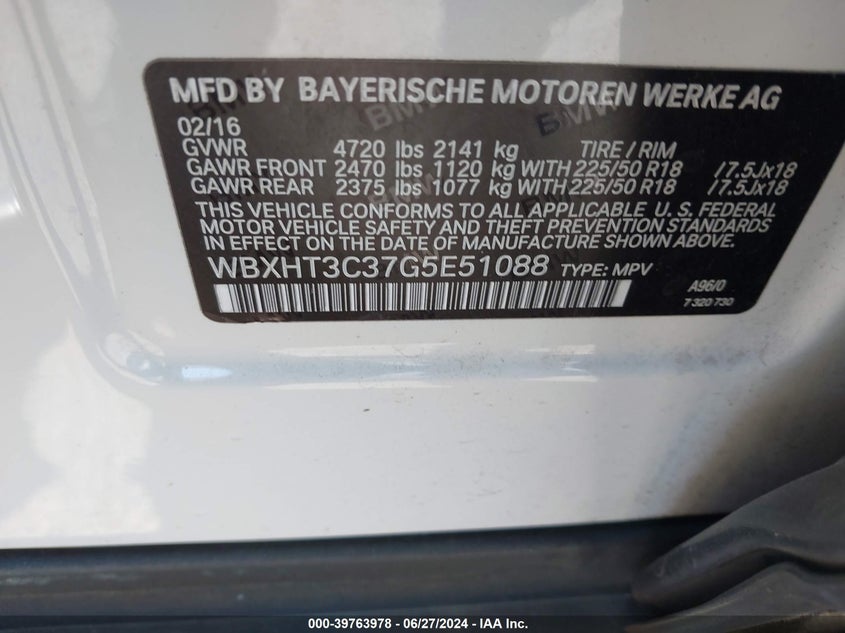 MFD BY BAYERISCHE MOTOREN WERKE AG
02/16
GVWR 4720 lbs 2141 kg TIRE / RIM
GAWR FRONT 2470 lbs 1120 kg WITH 225/50 R18 /7.5Jx18
GAWR REAR 2375 lbs 1077 kg WITH 225/50 R18 /7.5Jx18
THIS VEHICLE CONFORMS TO ALL APPLICABLE U. S. FEDERAL
MOTOR VEHICLE SAFETY AND THEFT PREVENTION STANDARDS
IN EFFECT ON THE DATE OF MANUFACTURE SHOWN ABOVE.
WBXHT3C37G5E51088 TYPE: MPV
A96/0
7 320 730
000-39763978 - 06/27/2024 - IAA Inc.